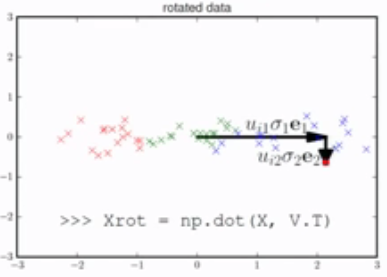 rotated data
3
2
1
0
−1
−2
−3
u_{i1}σ_1e_1
u_{i2}σ_2e_2
>>> Xrot = np.dot(X, V.T)
−3 −2 −1 0 1 2 3